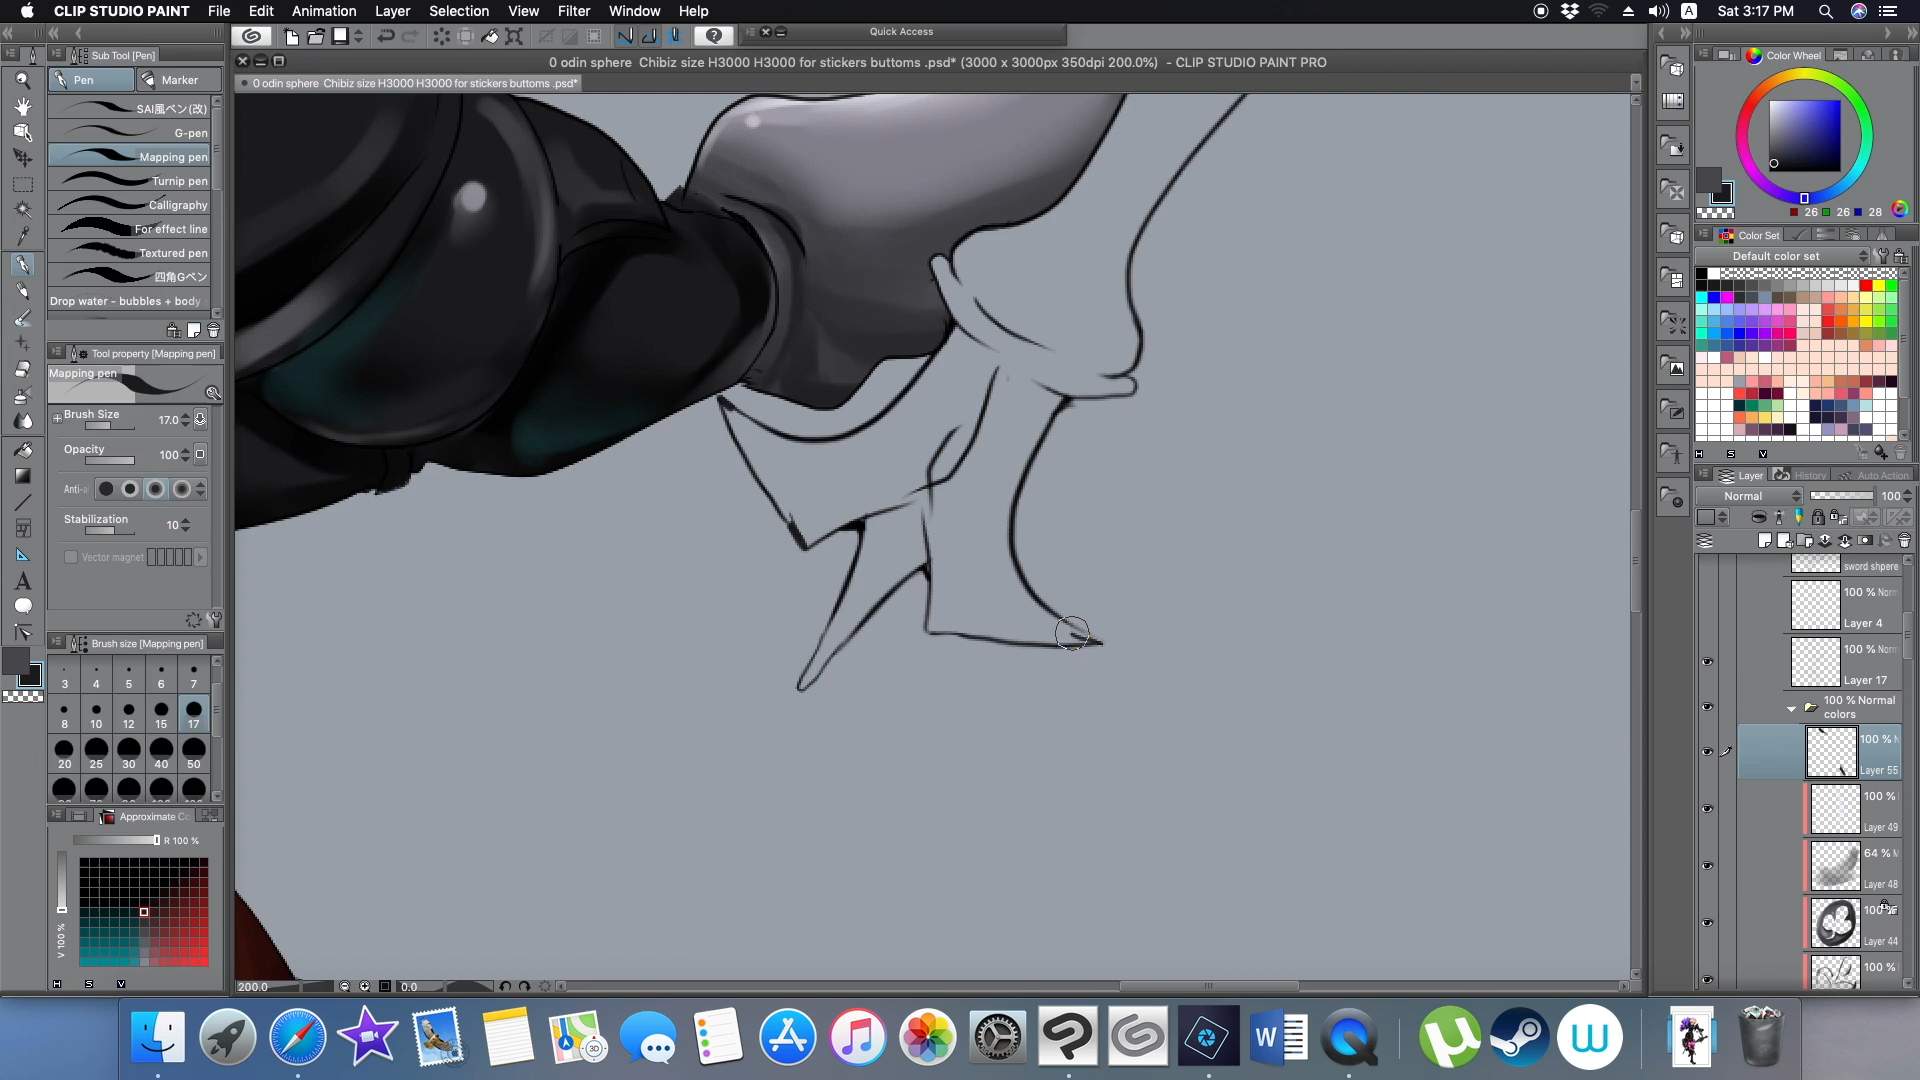 CLIP STUDIO PAINT File Edit Animation Layer Selection View Filter Window Help A Sat 3:17 PM
Quick Access
0 odin sphere Chibiz size H3000 H3000 for stickers buttoms .psd* (3000 x 3000px 350dpi 200.0%) - CLIP STUDIO PAINT PRO
0 odin sphere Chibiz size H3000 H3000 for stickers buttoms .psd*
Sub Tool [Pen]
Pen Marker
SAI風ペン(改)
G-pen
Mapping pen
Turnip pen
Calligraphy
For effect line
Textured pen
四角Gペン
Drop water - bubbles + body
Tool property [Mapping pen]
Mapping pen
Brush Size 17.0
Opacity 100
Anti-
Stabilization 10
Vector magnet
Brush size [Mapping pen]
3 4 5 6 7
8 10 12 15 17
20 25 30 40 50
Approximate Co
R 100 %
V 100 %
H S V
200.0 0.0
Color Wheel
26 26 28
Color Set
Default color set
H S V
Layer History Auto Action
Normal 100
sword shpere
100 % Norm
Layer 4
100 % Norm
Layer 17
100 % Normal
colors
100 % N
Layer 55
100 %
Layer 49
64 % M
Layer 48
100 %
Layer 44
100 %
3D
W